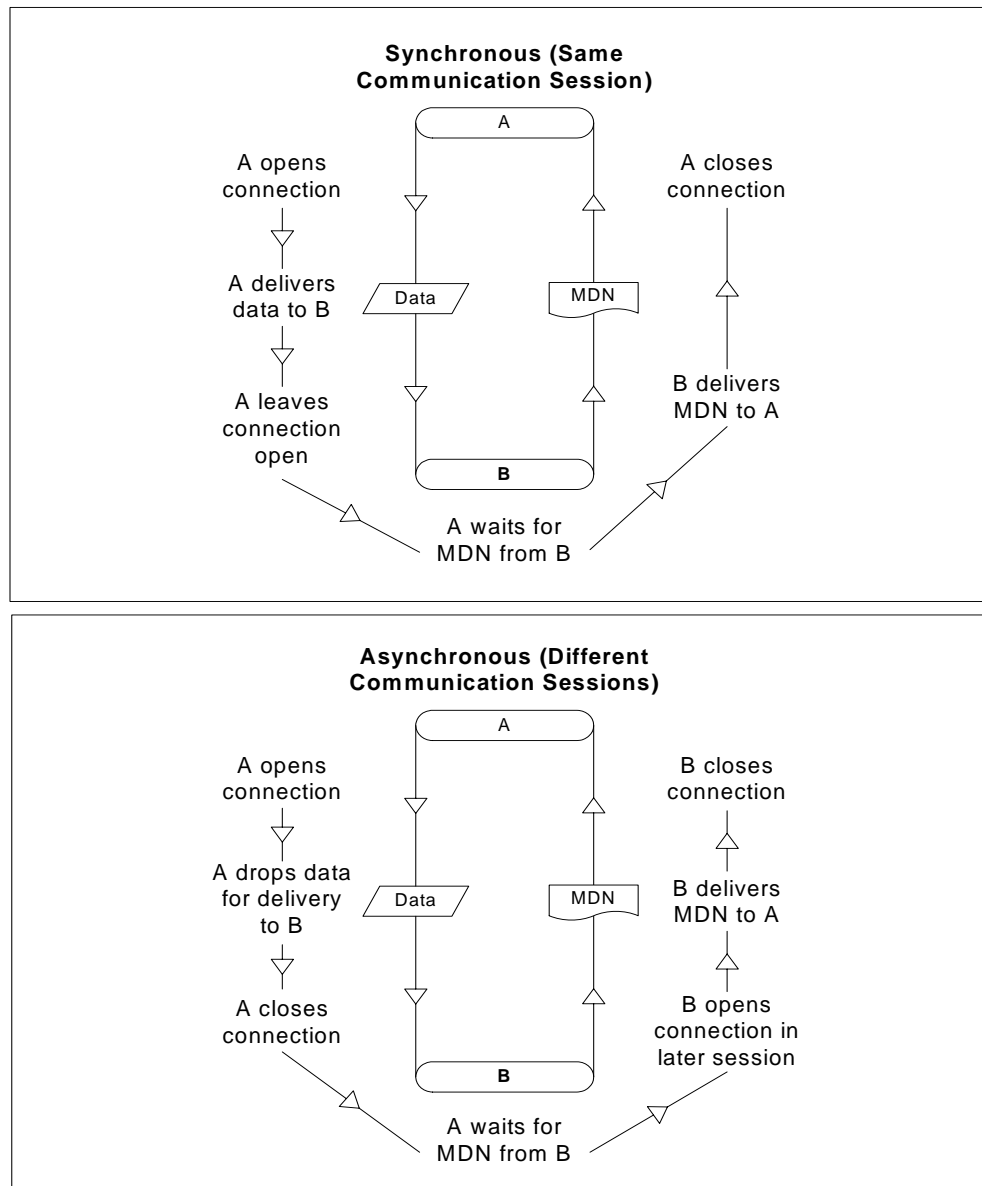 Synchronous (Same
Communication Session)
A
A opens
connection
A closes
connection
A delivers
data to B
Data
MDN
A leaves
connection
open
B delivers
MDN to A
B
A waits for
MDN from B
Asynchronous (Different
Communication Sessions)
A
A opens
connection
B closes
connection
A drops data
for delivery
to B
Data
MDN
B delivers
MDN to A
A closes
connection
B opens
connection in
later session
B
A waits for
MDN from B